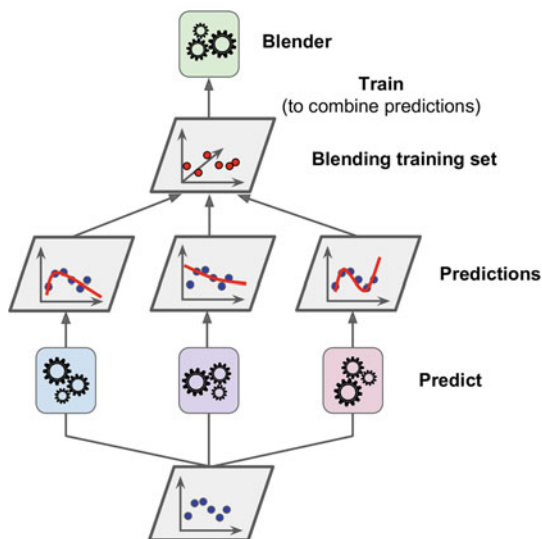 Blender
Train
(to combine predictions)
Blending training set
Predictions
Predict